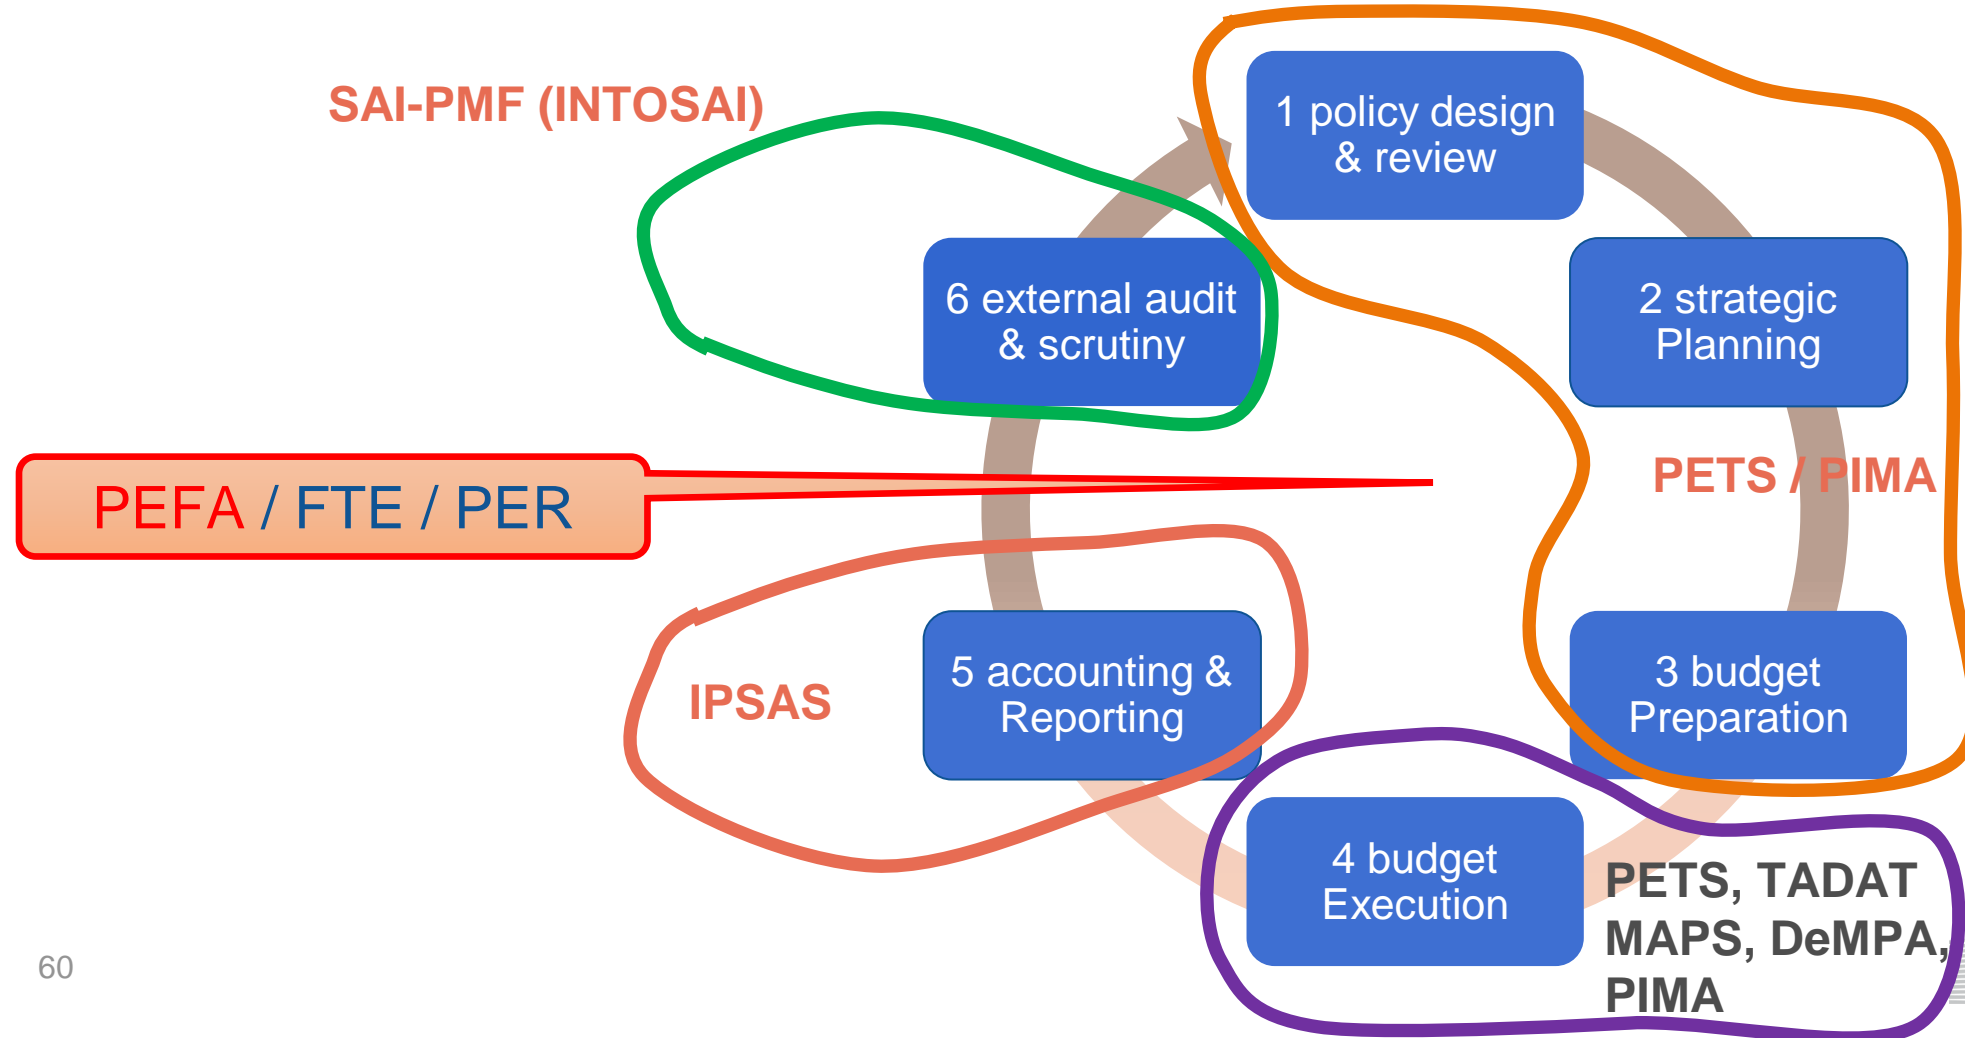 SAI-PMF (INTOSAI)
1 policy design
& review
6 external audit
& scrutiny
2 strategic
Planning
PEFA / FTE / PER
PETS / PIMA
5 accounting &
Reporting
IPSAS
3 budget
Preparation
4 budget
Execution
PETS, TADAT
MAPS, DeMPA,
PIMA
60